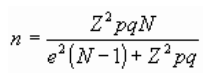 n = Z²pqN / e²(N−1) + Z²pq